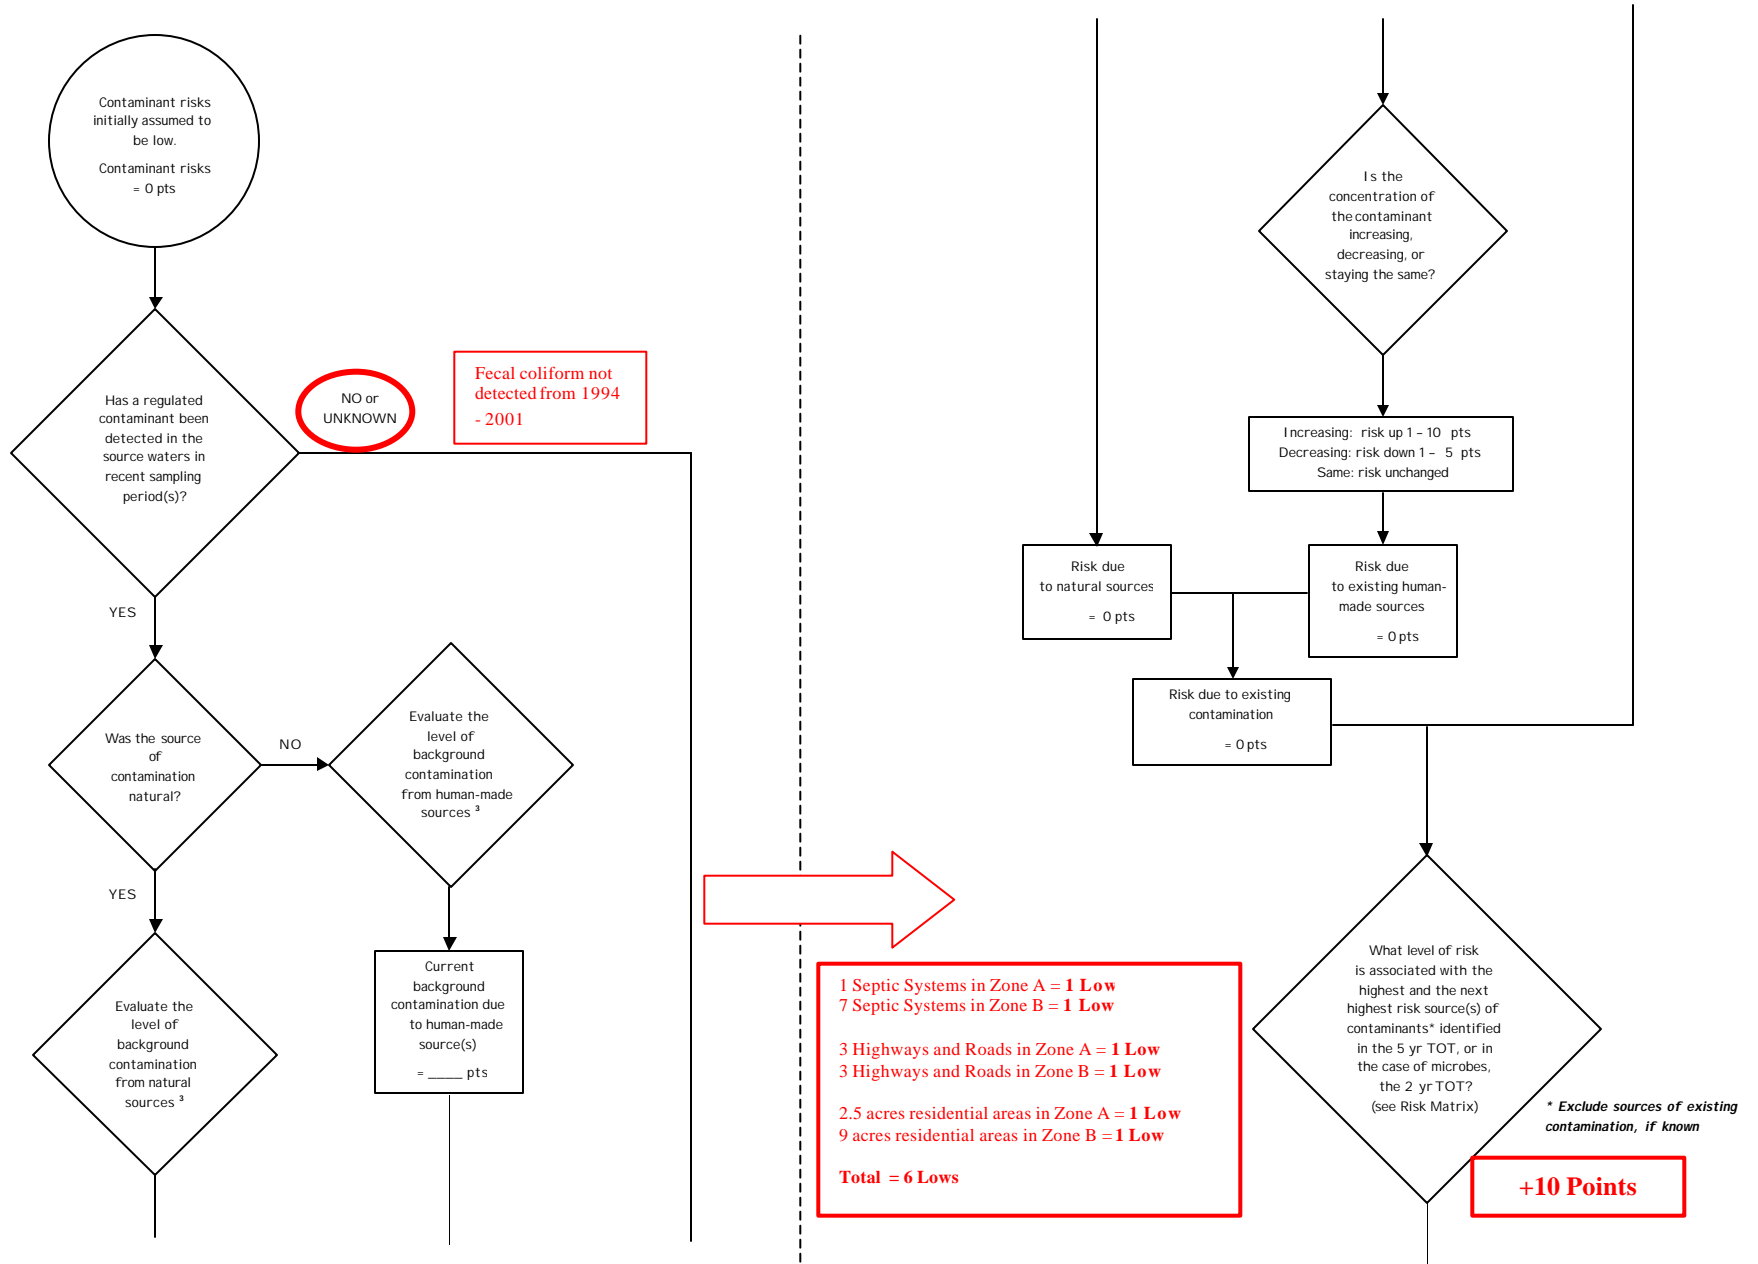 Contaminant risks
initially assumed to
be low.
Contaminant risks
= 0 pts
Has a regulated
contaminant been
detected in the
source waters in
recent sampling
period(s)?
NO or
UNKNOWN
Fecal coliform not
detected from 1994
- 2001
YES
Was the source
of
contamination
natural?
NO
Evaluate the
level of
background
contamination
from human-made
sources ³
YES
Evaluate the
level of
background
contamination
from natural
sources ³
Current
background
contamination due
to human-made
source(s)
= ____ pts
Is the
concentration of
the contaminant
increasing,
decreasing, or
staying the same?
Increasing: risk up 1 – 10 pts
Decreasing: risk down 1 – 5 pts
Same: risk unchanged
Risk due
to natural sources
= 0 pts
Risk due
to existing human-
made sources
= 0 pts
Risk due to existing
contamination
= 0 pts
1 Septic Systems in Zone A = 1 Low
7 Septic Systems in Zone B = 1 Low
3 Highways and Roads in Zone A = 1 Low
3 Highways and Roads in Zone B = 1 Low
2.5 acres residential areas in Zone A = 1 Low
9 acres residential areas in Zone B = 1 Low
Total = 6 Lows
What level of risk
is associated with the
highest and the next
highest risk source(s) of
contaminants* identified
in the 5 yr TOT, or in
the case of microbes,
the 2 yr TOT?
(see Risk Matrix)
* Exclude sources of existing
contamination, if known
+10 Points